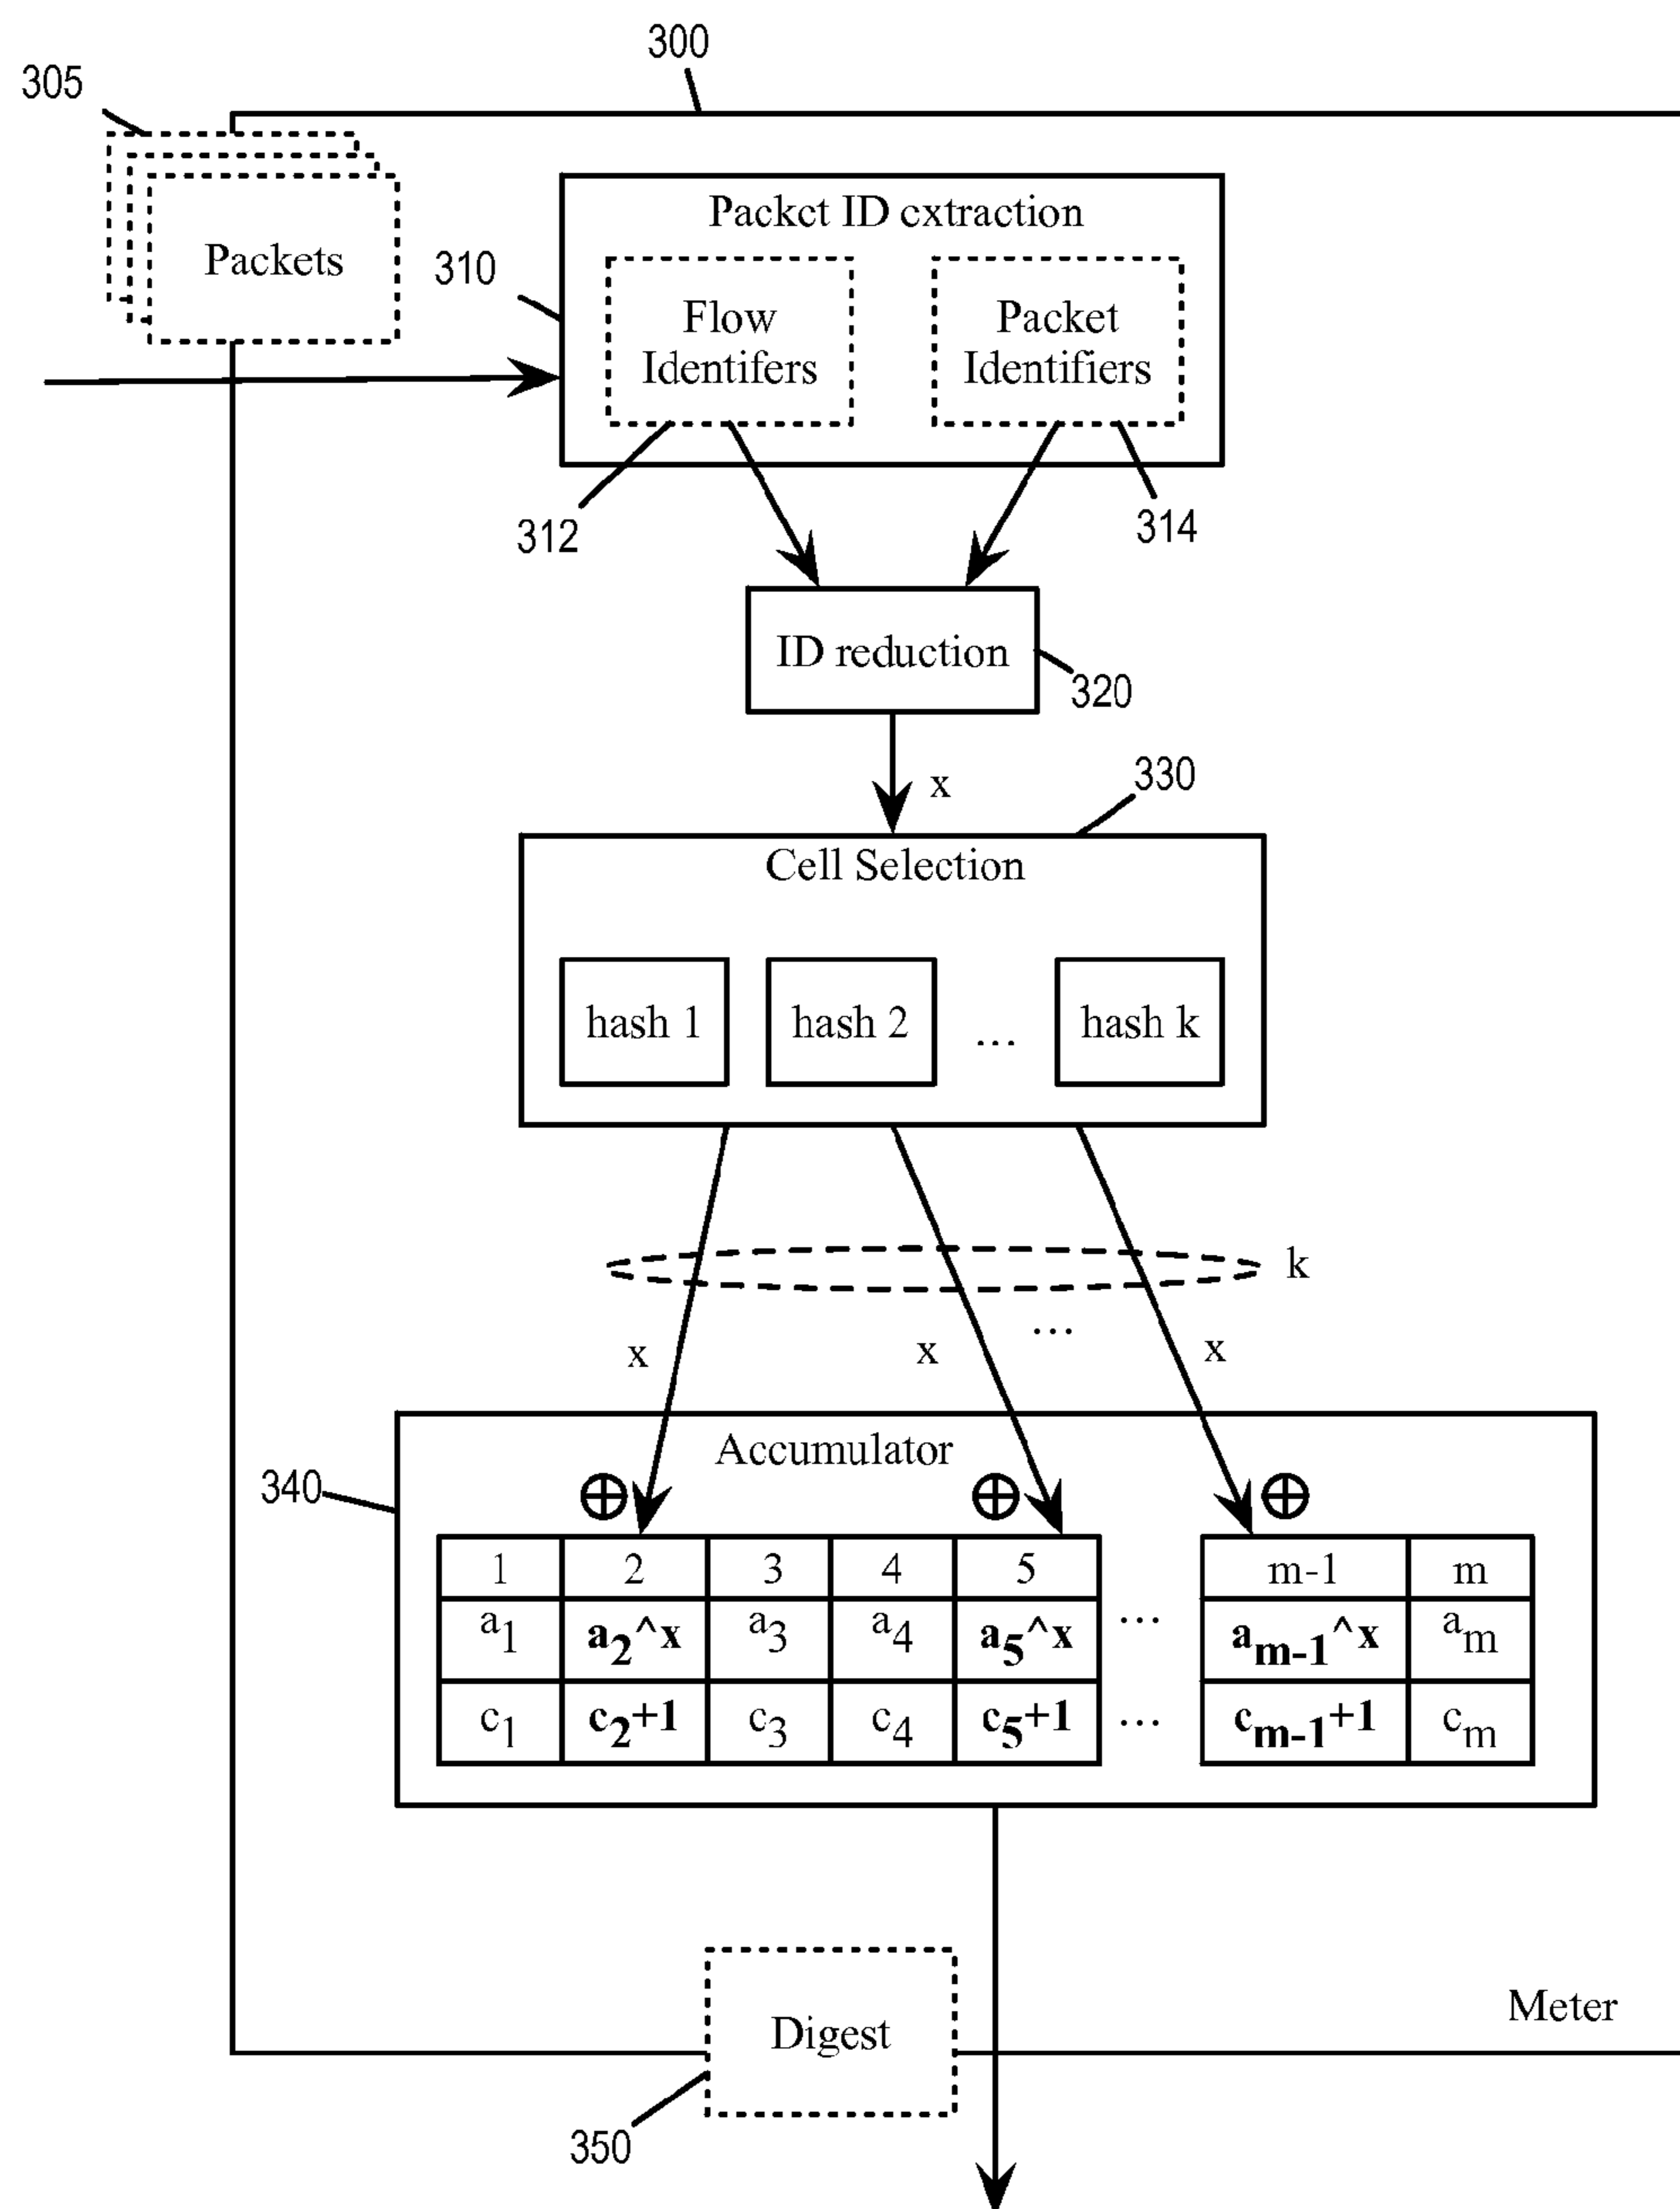 300
305
Packets
Packet ID extraction
310
Flow
Identifers
Packet
Identifiers
312
314
ID reduction
320
x
330
Cell Selection
hash 1
hash 2
...
hash k
k
...
x
x
x
Accumulator
340
⊕ ⊕ ⊕
1 2 3 4 5 m-1 m
a1 a2^x a3 a4 a5^x ... am-1^x am
c1 c2+1 c3 c4 c5+1 ... cm-1+1 cm
Meter
Digest
350